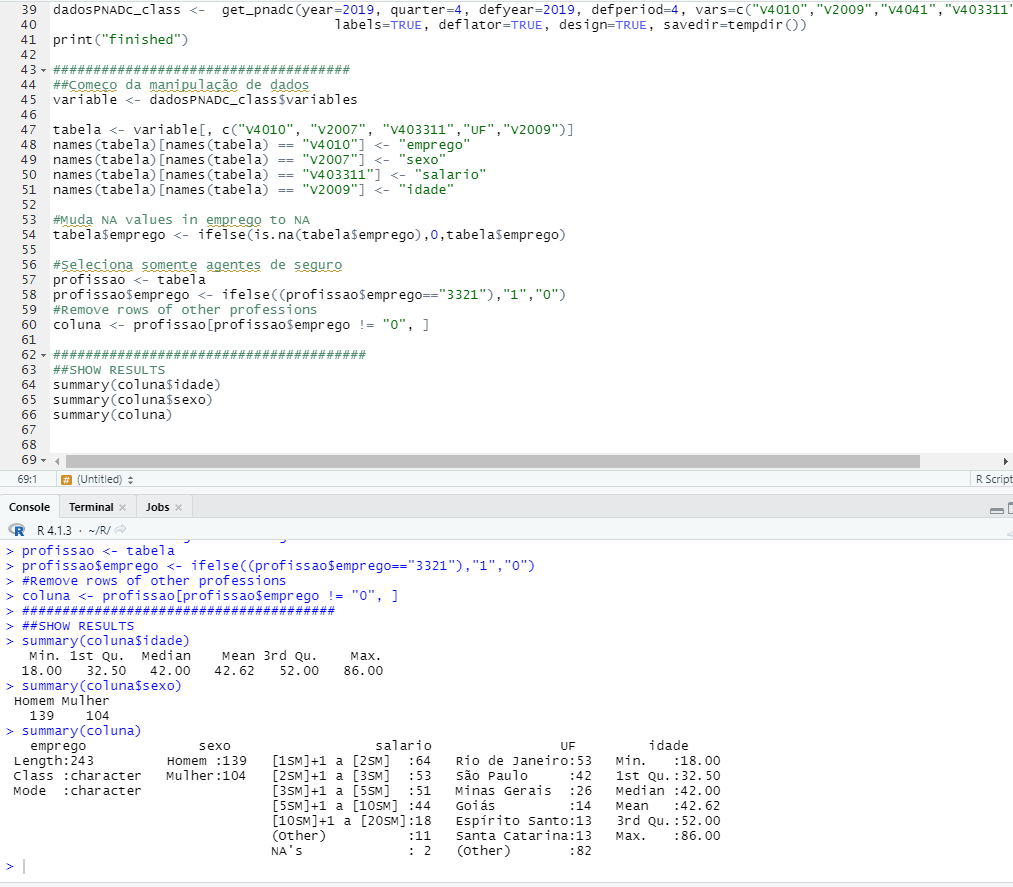 39 dadosPNADc_class <-  get_pnadc(year=2019, quarter=4, defyear=2019, defperiod=4, vars=c("V4010","V2009","V4041","V403311"
40 labels=TRUE, deflator=TRUE, design=TRUE, savedir=tempdir())
41 print("finished")
42
43 #####################################
44 ##Começo da manipulação de dados
45 variable <- dadosPNADc_class$variables
46
47 tabela <- variable[, c("V4010", "V2007", "V403311","UF","V2009")]
48 names(tabela)[names(tabela) == "V4010"] <- "emprego"
49 names(tabela)[names(tabela) == "V2007"] <- "sexo"
50 names(tabela)[names(tabela) == "V403311"] <- "salario"
51 names(tabela)[names(tabela) == "V2009"] <- "idade"
52
53 #Muda NA values in emprego to NA
54 tabela$emprego <- ifelse(is.na(tabela$emprego),0,tabela$emprego)
55
56 #Seleciona somente agentes de seguro
57 profissao <- tabela
58 profissao$emprego <- ifelse((profissao$emprego=="3321"),"1","0")
59 #Remove rows of other professions
60 coluna <- profissao[profissao$emprego != "0", ]
61
62 #######################################
63 ##SHOW RESULTS
64 summary(coluna$idade)
65 summary(coluna$sexo)
66 summary(coluna)
67
68
69
69:1 # (Untitled) R Script
Console Terminal Jobs
R R 4.1.3 · ~/R/
> profissao <- tabela
> profissao$emprego <- ifelse((profissao$emprego=="3321"),"1","0")
> #Remove rows of other professions
> coluna <- profissao[profissao$emprego != "0", ]
> #######################################
> ##SHOW RESULTS
> summary(coluna$idade)
Min. 1st Qu. Median Mean 3rd Qu. Max.
18.00 32.50 42.00 42.62 52.00 86.00
> summary(coluna$sexo)
Homem Mulher
139 104
> summary(coluna)
emprego sexo salario UF idade
Length:243 Homem :139 [1SM]+1 a [2SM] :64 Rio de Janeiro:53 Min. :18.00
Class :character Mulher:104 [2SM]+1 a [3SM] :53 São Paulo :42 1st Qu.:32.50
Mode :character [3SM]+1 a [5SM] :51 Minas Gerais :26 Median :42.00
[5SM]+1 a [10SM] :44 Goiás :14 Mean :42.62
[10SM]+1 a [20SM]:18 Espírito Santo:13 3rd Qu.:52.00
(Other) :11 Santa Catarina:13 Max. :86.00
NA's : 2 (Other) :82
>